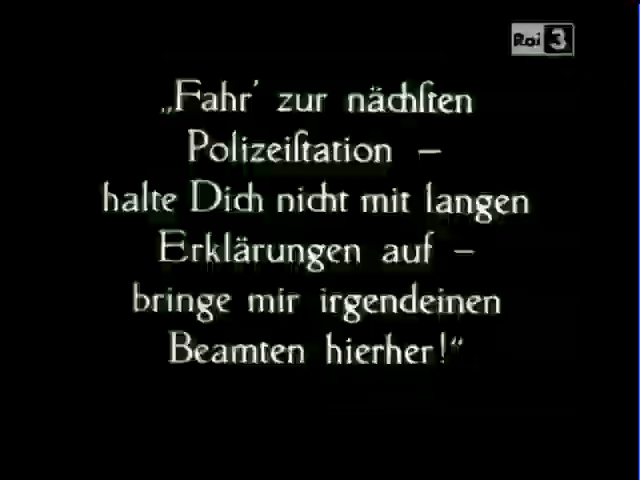 Rai 3
„Fahr’ zur nächſten
Polizeiſtation –
halte Dich nicht mit langen
Erklärungen auf –
bringe mir irgendeinen
Beamten hierher!“